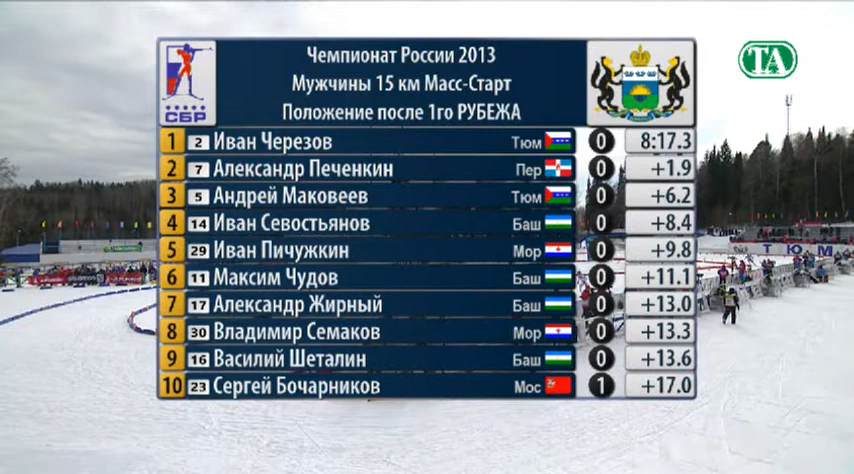 Чемпионат России 2013
Мужчины 15 км Масс-Старт
Положение после 1го РУБЕЖА
СБР
ТА
1 2 Иван Черезов Тюм 0 8:17.3
2 7 Александр Печенкин Пер 0 +1.9
3 5 Андрей Маковеев Тюм 0 +6.2
4 14 Иван Севостьянов Баш 0 +8.4
5 29 Иван Пичужкин Мор 0 +9.8
6 11 Максим Чудов Баш 0 +11.1
7 17 Александр Жирный Баш 0 +13.0
8 30 Владимир Семаков Мор 0 +13.3
9 16 Василий Шеталин Баш 0 +13.6
10 23 Сергей Бочарников Мос 1 +17.0
ТЮМ